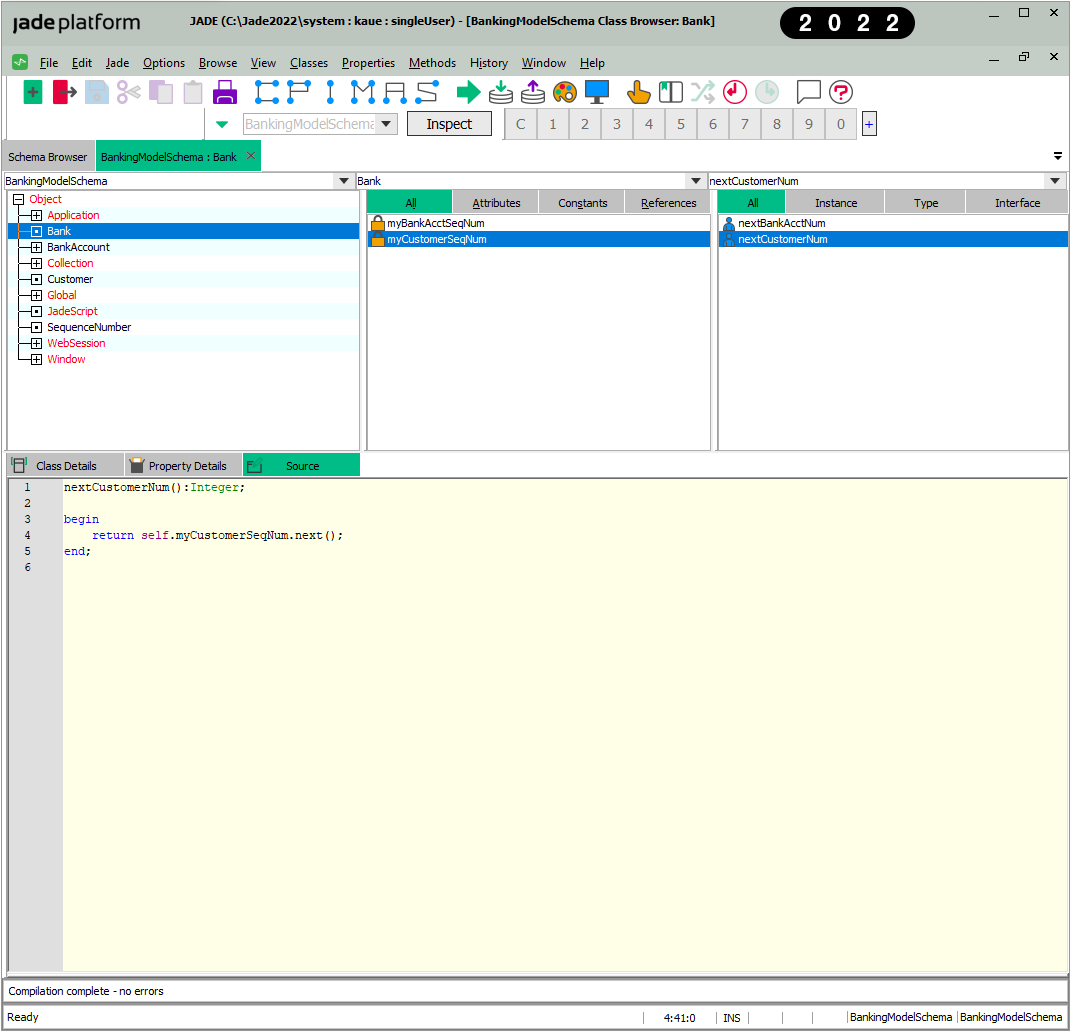 jade platform
JADE (C:\Jade2022\system : kaue : singleUser) - [BankingModelSchema Class Browser: Bank]
2 0 2 2
File Edit Jade Options Browse View Classes Properties Methods History Window Help
BankingModelSchema Inspect C 1 2 3 4 5 6 7 8 9 0 +
Schema Browser BankingModelSchema : Bank
BankingModelSchema Bank nextCustomerNum
Object
Application
Bank
BankAccount
Collection
Customer
Global
JadeScript
SequenceNumber
WebSession
Window
All Attributes Constants References
myBankAcctSeqNum
myCustomerSeqNum
All Instance Type Interface
nextBankAcctNum
nextCustomerNum
Class Details Property Details Source
1 nextCustomerNum():Integer;
2
3 begin
4 return self.myCustomerSeqNum.next();
5 end;
6
Compilation complete - no errors
Ready 4:41:0 INS BankingModelSchema BankingModelSchema